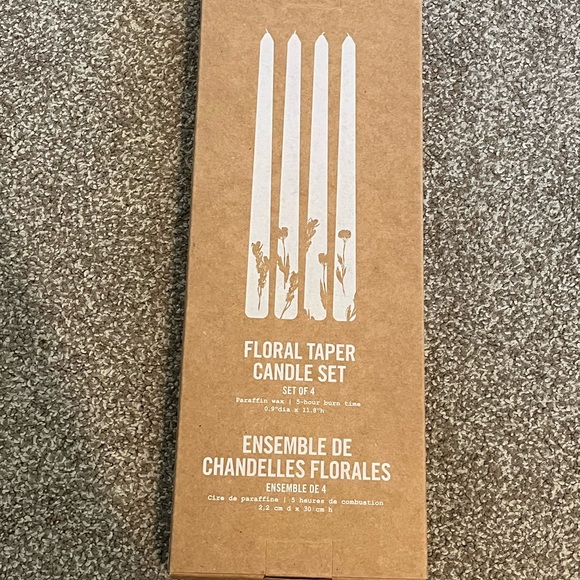 FLORAL TAPER
CANDLE SET
SET OF 4
Paraffin wax | 5-hour burn time
0.9"dia x 11.8"h
ENSEMBLE DE
CHANDELLES FLORALES
ENSEMBLE DE 4
Cire de paraffine | 5 heures de combustion
2,2 cm d x 30 cm h